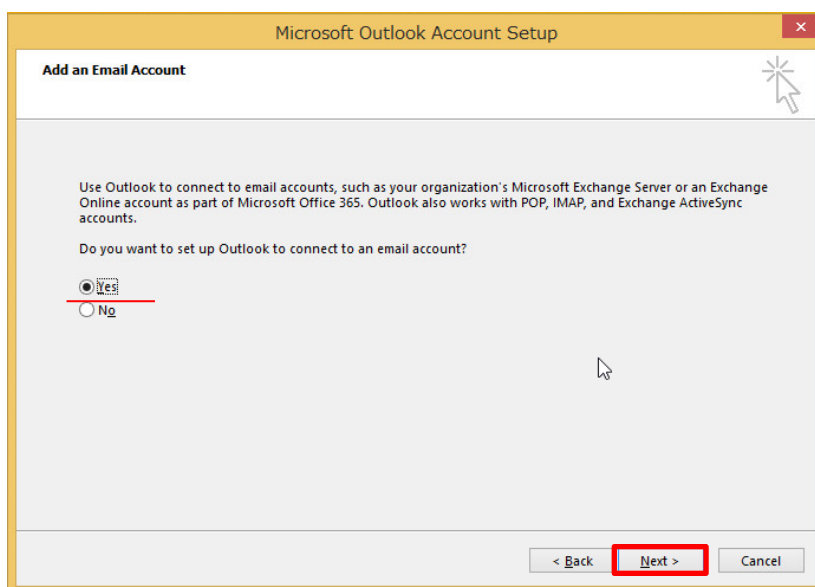 Microsoft Outlook Account Setup
Add an Email Account
Use Outlook to connect to email accounts, such as your organization's Microsoft Exchange Server or an Exchange
Online account as part of Microsoft Office 365. Outlook also works with POP, IMAP, and Exchange ActiveSync
accounts.
Do you want to set up Outlook to connect to an email account?
Yes
No
< Back Next > Cancel